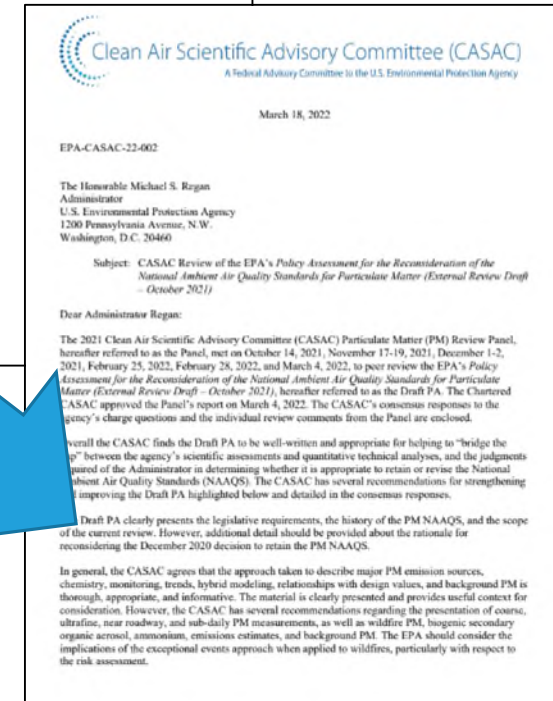 Clean Air Scientific Advisory Committee (CASAC)
A Federal Advisory Committee to the U.S. Environmental Protection Agency
March 18, 2022
EPA-CASAC-22-002
The Honorable Michael S. Regan
Administrator
U.S. Environmental Protection Agency
1200 Pennsylvania Avenue, N.W.
Washington, D.C. 20460
Subject: CASAC Review of the EPA's Policy Assessment for the Reconsideration of the
National Ambient Air Quality Standards for Particulate Matter (External Review Draft
– October 2021)
Dear Administrator Regan:
The 2021 Clean Air Scientific Advisory Committee (CASAC) Particulate Matter (PM) Review Panel,
hereafter referred to as the Panel, met on October 14, 2021, November 17-19, 2021, December 1-2,
2021, February 25, 2022, February 28, 2022, and March 4, 2022, to peer review the EPA's Policy
Assessment for the Reconsideration of the National Ambient Air Quality Standards for Particulate
Matter (External Review Draft – October 2021), hereafter referred to as the Draft PA. The Chartered
CASAC approved the Panel's report on March 4, 2022. The CASAC's consensus responses to the
agency's charge questions and the individual review comments from the Panel are enclosed.
verall the CASAC finds the Draft PA to be well-written and appropriate for helping to "bridge the
p" between the agency's scientific assessments and quantitative technical analyses, and the judgments
quired of the Administrator in determining whether it is appropriate to retain or revise the National
mbient Air Quality Standards (NAAQS). The CASAC has several recommendations for strengthening
improving the Draft PA highlighted below and detailed in the consensus responses.
Draft PA clearly presents the legislative requirements, the history of the PM NAAQS, and the scope
of the current review. However, additional detail should be provided about the rationale for
reconsidering the December 2020 decision to retain the PM NAAQS.
In general, the CASAC agrees that the approach taken to describe major PM emission sources,
chemistry, monitoring, trends, hybrid modeling, relationships with design values, and background PM is
thorough, appropriate, and informative. The material is clearly presented and provides useful context for
consideration. However, the CASAC has several recommendations regarding the presentation of coarse,
ultrafine, near roadway, and sub-daily PM measurements, as well as wildfire PM, biogenic secondary
organic aerosol, ammonium, emissions estimates, and background PM. The EPA should consider the
implications of the exceptional events approach when applied to wildfires, particularly with respect to
the risk assessment.